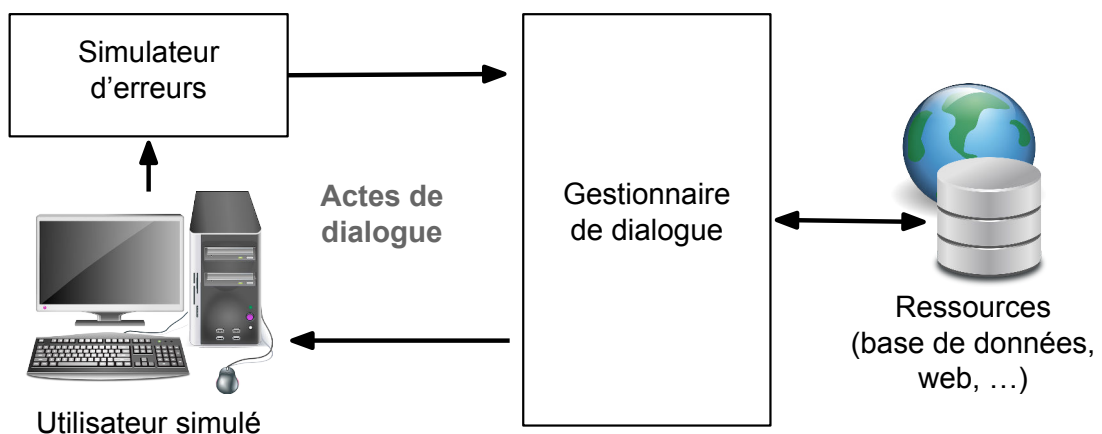 Simulateur
d'erreurs
Actes de
dialogue
Gestionnaire
de dialogue
Ressources
(base de données,
web, …)
Utilisateur simulé